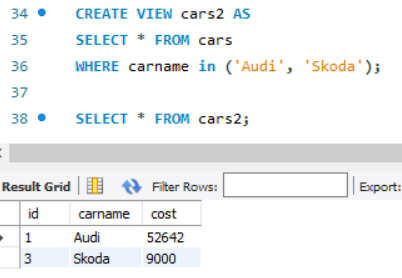 34 CREATE VIEW cars2 AS
35 SELECT * FROM cars
36 WHERE carname in ('Audi', 'Skoda');
37
38 SELECT * FROM cars2;
Result Grid Filter Rows: Export:
id carname cost
1 Audi 52642
3 Skoda 9000